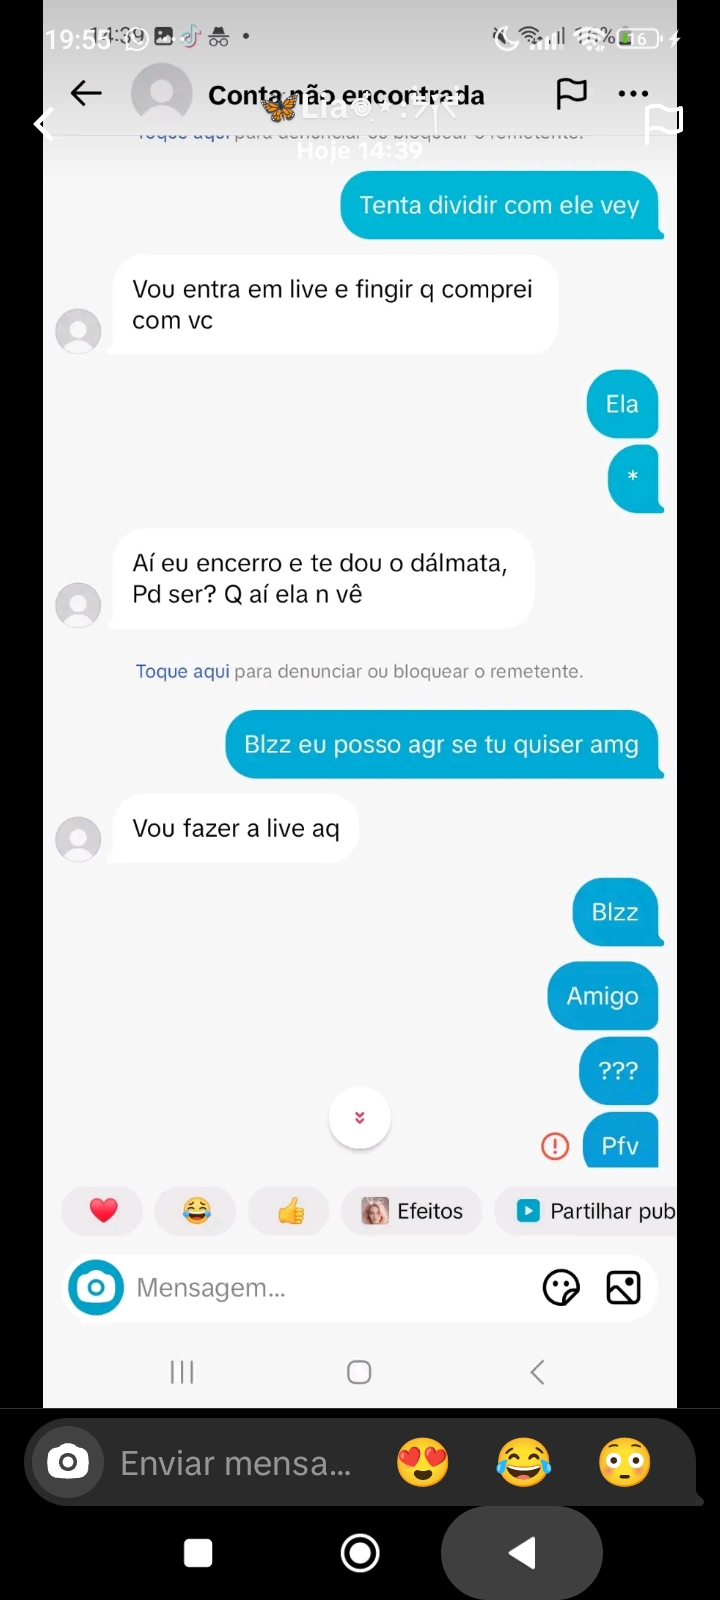 19:55
14:39
16%
16
Conta não encontrada
Lia
Toque aqui para denunciar ou bloquear o remetente.
Hoje 14:39
Tenta dividir com ele vey
Vou entra em live e fingir q comprei
com vc
Ela
*
Aí eu encerro e te dou o dálmata,
Pd ser? Q aí ela n vê
Toque aqui para denunciar ou bloquear o remetente.
Blzz eu posso agr se tu quiser amg
Vou fazer a live aq
Blzz
Amigo
???
Pfv
Efeitos
Partilhar pub
Mensagem...
Enviar mensa...